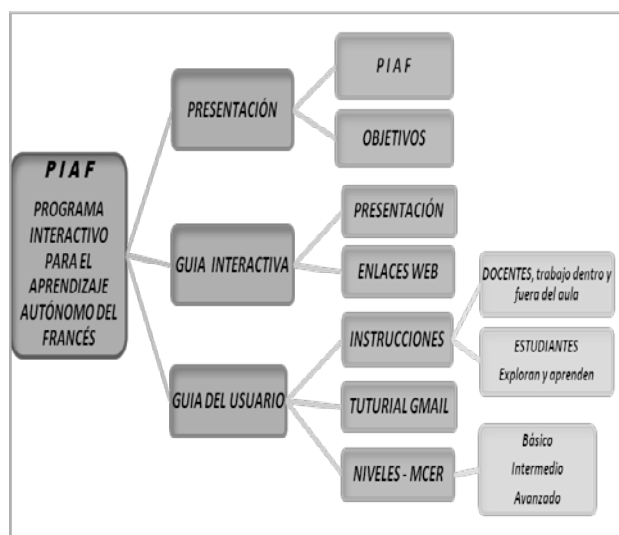 P I A F
PROGRAMA
INTERACTIVO
PARA EL
APRENDIZAJE
AUTÓNOMO DEL
FRANCÉS
PRESENTACIÓN
P I A F
OBJETIVOS
GUIA INTERACTIVA
PRESENTACIÓN
ENLACES WEB
GUIA DEL USUARIO
INSTRUCCIONES
DOCENTES, trabajo dentro y
fuera del aula
ESTUDIANTES
Exploran y aprenden
TUTURIAL GMAIL
NIVELES - MCER
Básico
Intermedio
Avanzado